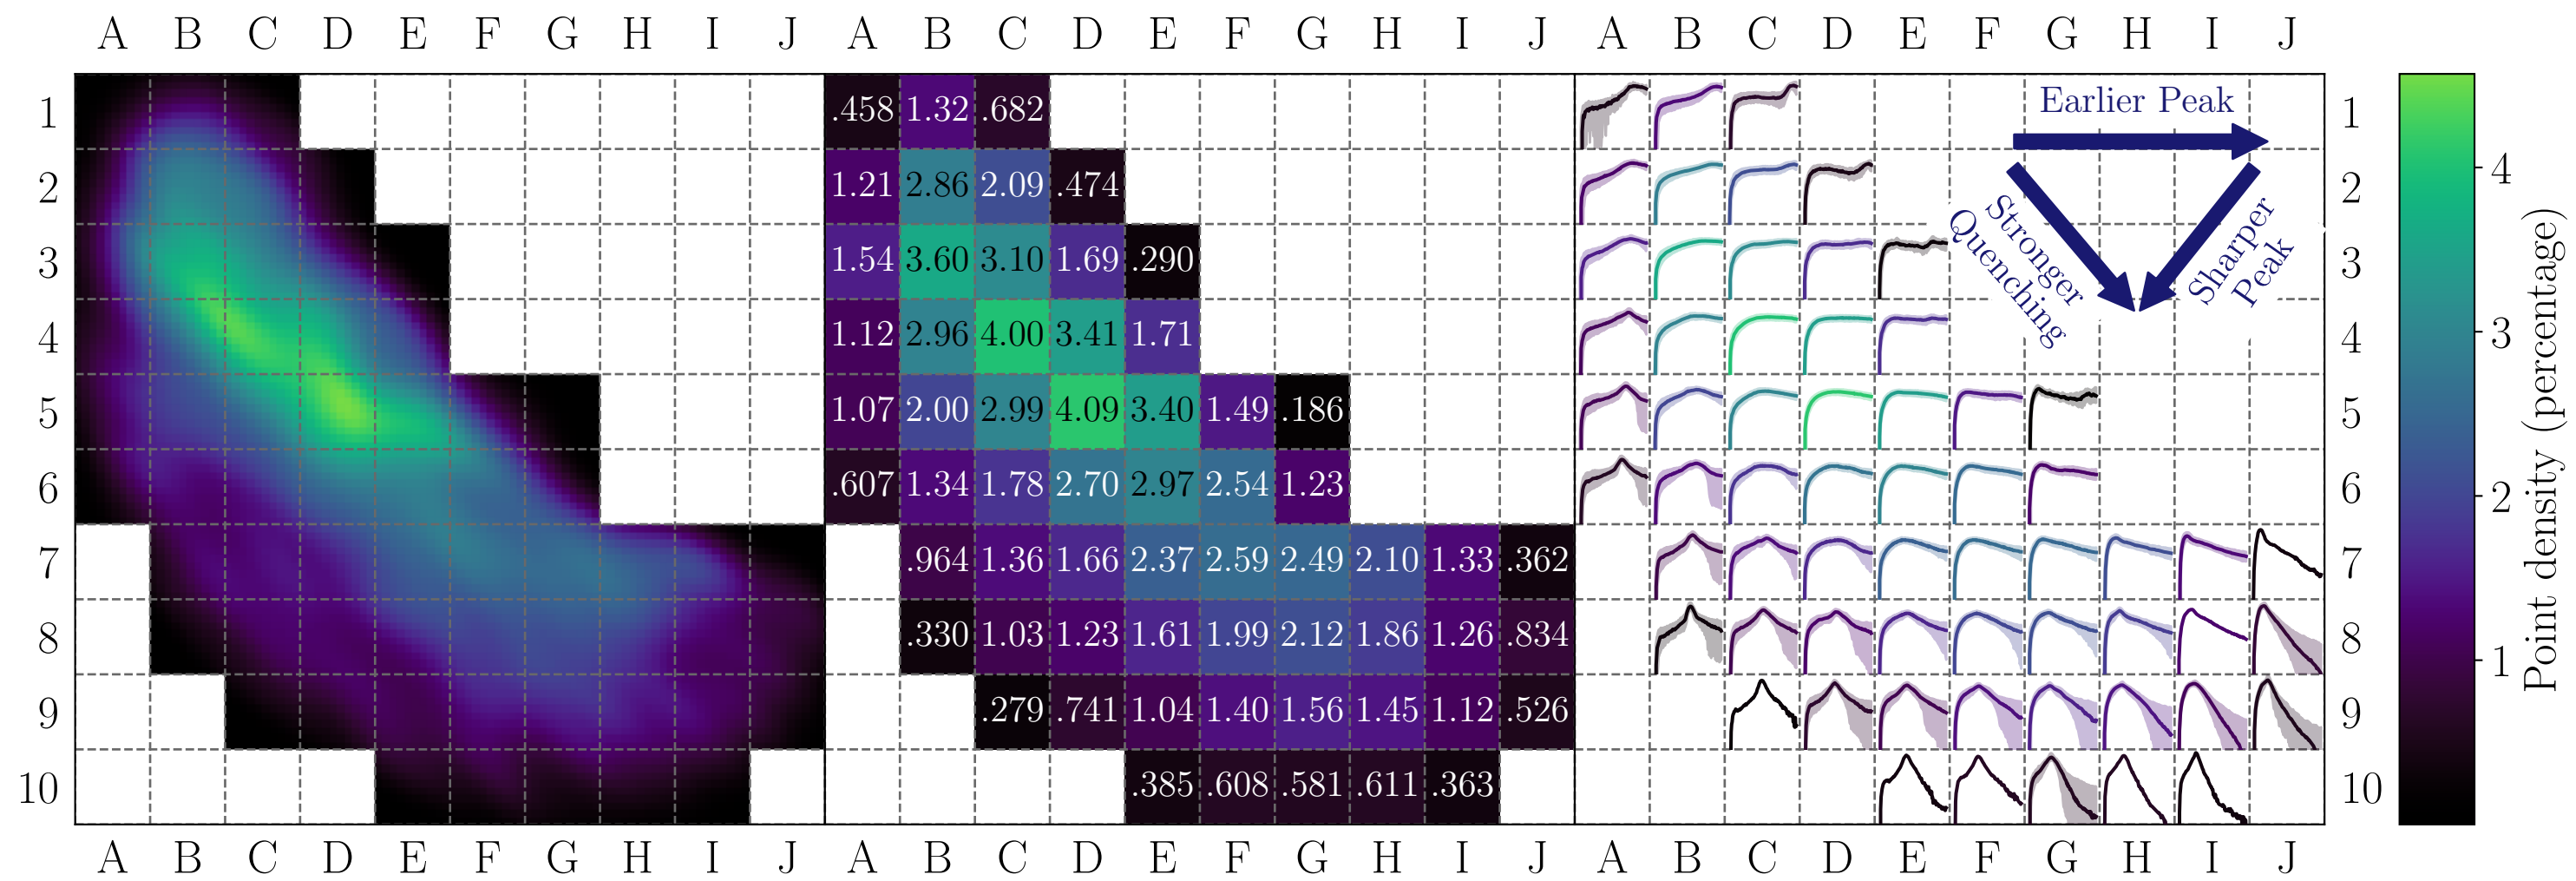 A B C D E F G H I J A B C D E F G H I J A B C D E F G H I J
1 .458 1.32 .682 Earlier Peak 1
2 1.21 2.86 2.09 .474 2 4
3 1.54 3.60 3.10 1.69 .290 Stronger Quenching Sharper Peak 3
4 1.12 2.96 4.00 3.41 1.71 4 3
5 1.07 2.00 2.99 4.09 3.40 1.49 .186 5
6 .607 1.34 1.78 2.70 2.97 2.54 1.23 6 2
7 .964 1.36 1.66 2.37 2.59 2.49 2.10 1.33 .362 7
8 .330 1.03 1.23 1.61 1.99 2.12 1.86 1.26 .834 8 1
9 .279 .741 1.04 1.40 1.56 1.45 1.12 .526 9
10 .385 .608 .581 .611 .363 10
A B C D E F G H I J A B C D E F G H I J A B C D E F G H I J
Point density (percentage)